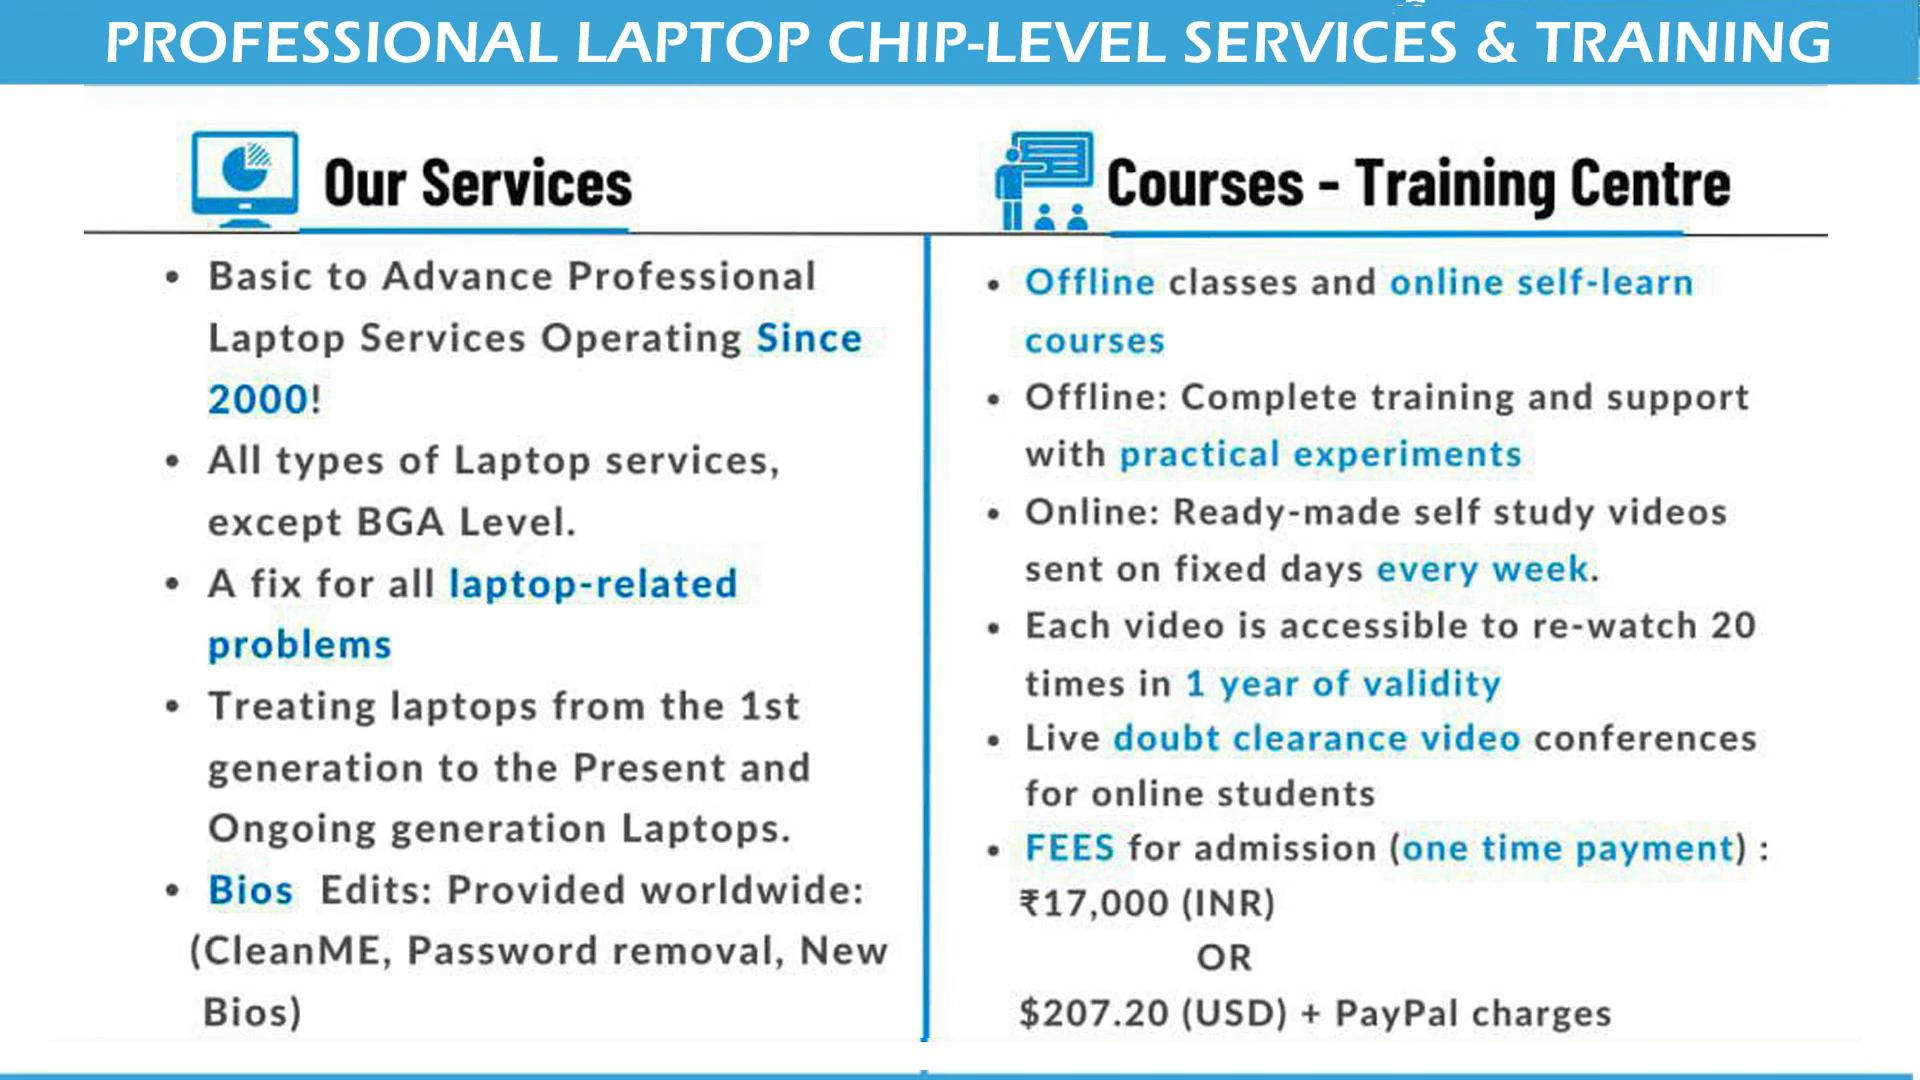 PROFESSIONAL LAPTOP CHIP-LEVEL SERVICES & TRAINING
Our Services
• Basic to Advance Professional
Laptop Services Operating Since
2000!
• All types of Laptop services,
except BGA Level.
• A fix for all laptop-related
problems
• Treating laptops from the 1st
generation to the Present and
Ongoing generation Laptops.
• Bios Edits: Provided worldwide:
(CleanME, Password removal, New
Bios)
Courses - Training Centre
• Offline classes and online self-learn
courses
• Offline: Complete training and support
with practical experiments
• Online: Ready-made self study videos
sent on fixed days every week.
• Each video is accessible to re-watch 20
times in 1 year of validity
• Live doubt clearance video conferences
for online students
• FEES for admission (one time payment) :
₹17,000 (INR)
OR
$207.20 (USD) + PayPal charges